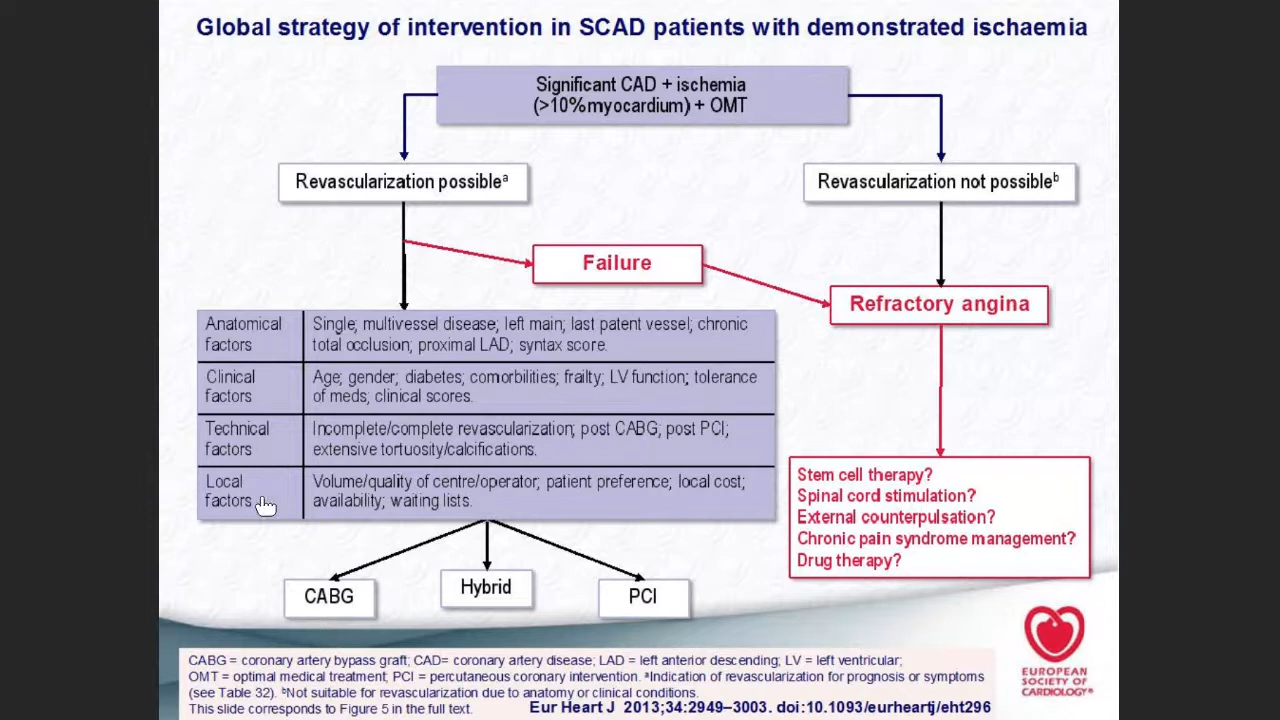 Global strategy of intervention in SCAD patients with demonstrated ischaemia
Significant CAD + ischemia
(>10%myocardium) + OMT
Revascularization possibleᵃ
Revascularization not possibleᵇ
Failure
Refractory angina
Anatomical
factors
Single; multivessel disease; left main; last patent vessel; chronic
total occlusion; proximal LAD; syntax score.
Clinical
factors
Age; gender; diabetes; comorbilities; frailty; LV function; tolerance
of meds; clinical scores.
Technical
factors
Incomplete/complete revascularization; post CABG; post PCI;
extensive tortuosity/calcifications.
Local
factors
Volume/quality of centre/operator; patient preference; local cost;
availability; waiting lists.
Stem cell therapy?
Spinal cord stimulation?
External counterpulsation?
Chronic pain syndrome management?
Drug therapy?
CABG
Hybrid
PCI
CABG = coronary artery bypass graft; CAD= coronary artery disease; LAD = left anterior descending; LV = left ventricular;
OMT = optimal medical treatment; PCI = percutaneous coronary intervention. ᵃIndication of revascularization for prognosis or symptoms
(see Table 32). ᵇNot suitable for revascularization due to anatomy or clinical conditions.
This slide corresponds to Figure 5 in the full text.
Eur Heart J 2013;34:2949–3003. doi:10.1093/eurheartj/eht296
EUROPEAN
SOCIETY OF
CARDIOLOGY®